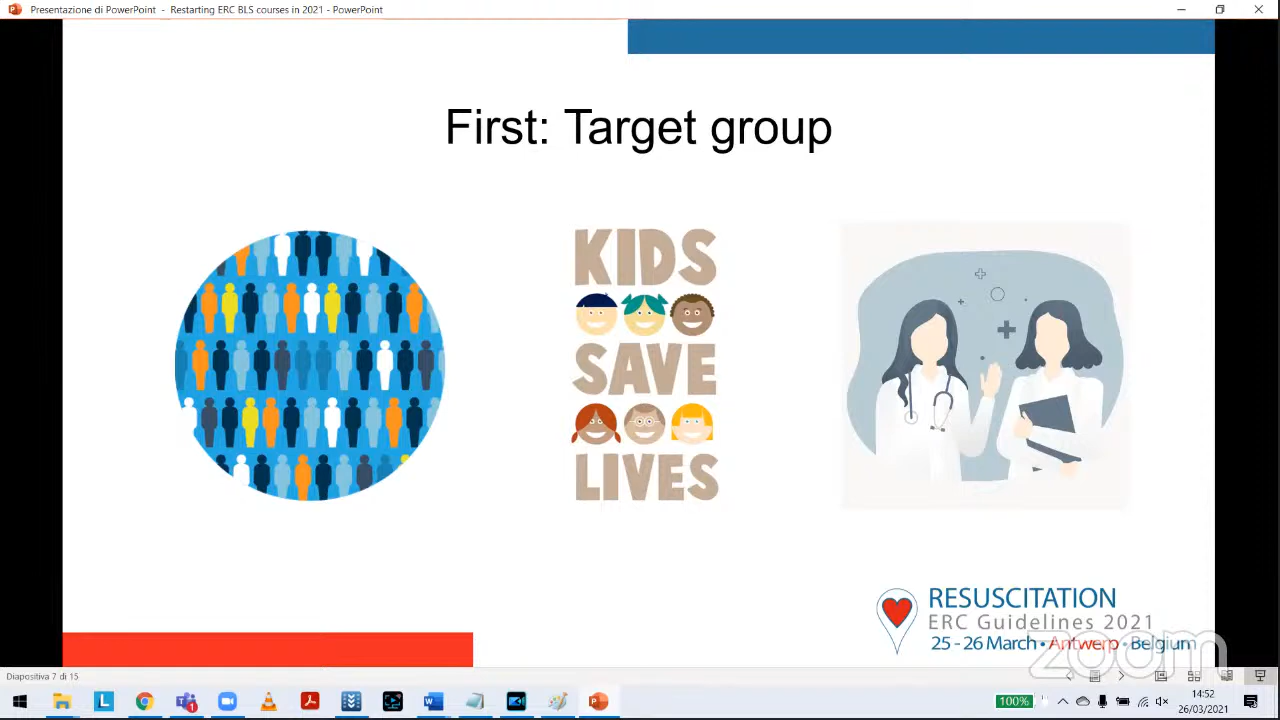 Presentazione di PowerPoint - Restarting ERC BLS courses in 2021 - PowerPoint
First: Target group
KIDS
SAVE
LIVES
RESUSCITATION
ERC Guidelines 2021
25 - 26 March • Antwerp • Belgium
zoom
Diapositiva 7 di 15
100%
14:52
26/03/2021